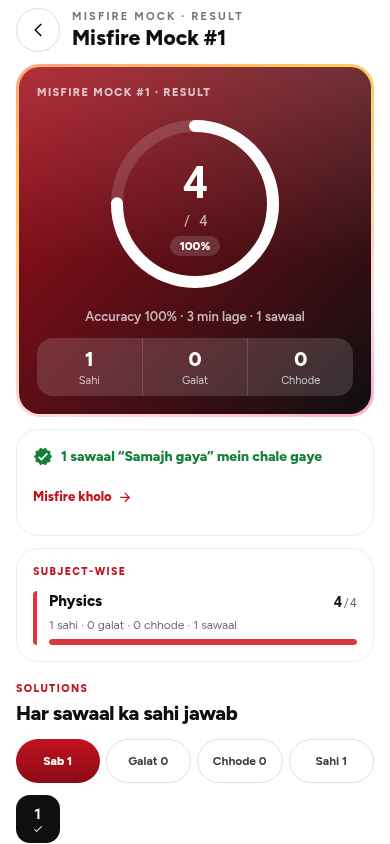 MISFIRE MOCK · RESULT
Misfire Mock #1
MISFIRE MOCK #1 · RESULT
4
/ 4
100%
Accuracy 100% · 3 min lage · 1 sawaal
1 0 0
Sahi Galat Chhode
1 sawaal “Samajh gaya” mein chale gaye
Misfire kholo →
SUBJECT-WISE
Physics 4/4
1 sahi · 0 galat · 0 chhode · 1 sawaal
SOLUTIONS
Har sawaal ka sahi jawab
Sab 1 Galat 0 Chhode 0 Sahi 1
1